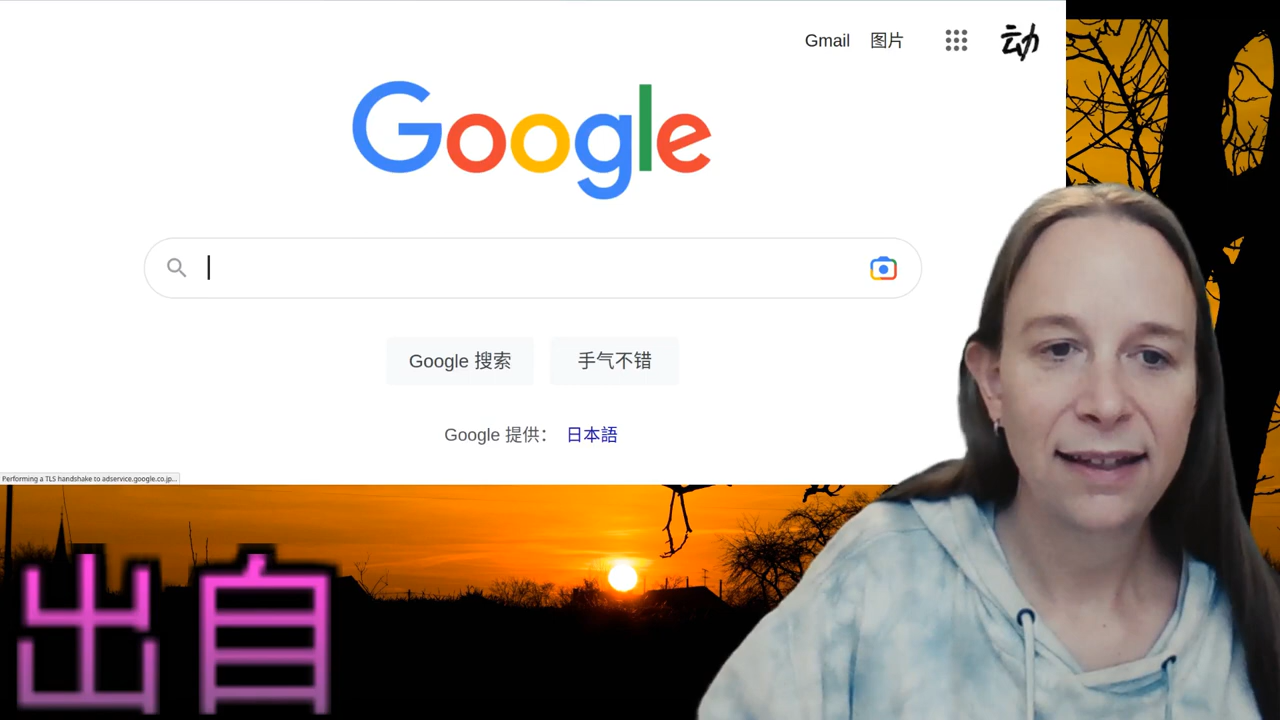 Gmail 图片 动
Google
Google 搜索 手气不错
Google 提供： 日本語
Performing a TLS handshake to adservice.google.co.jp...
出自